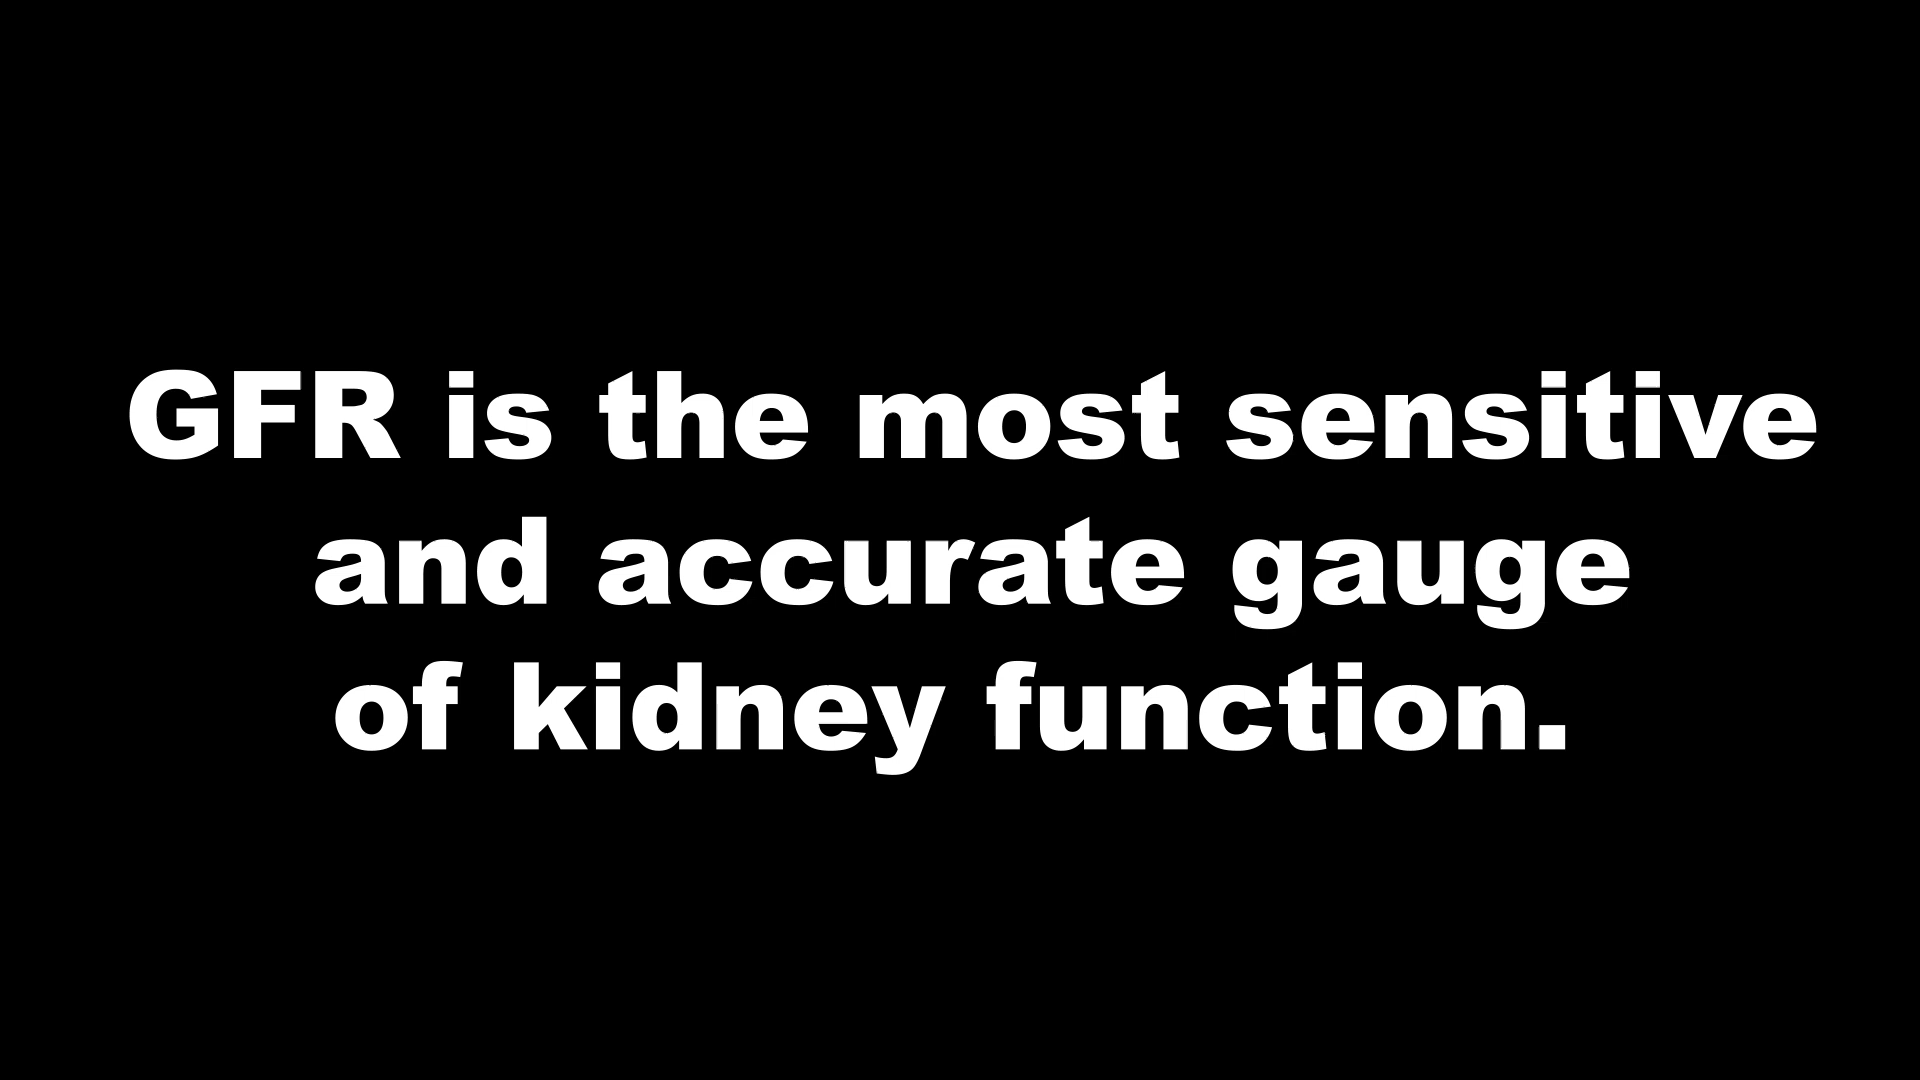 GFR is the most sensitive
and accurate gauge
of kidney function.